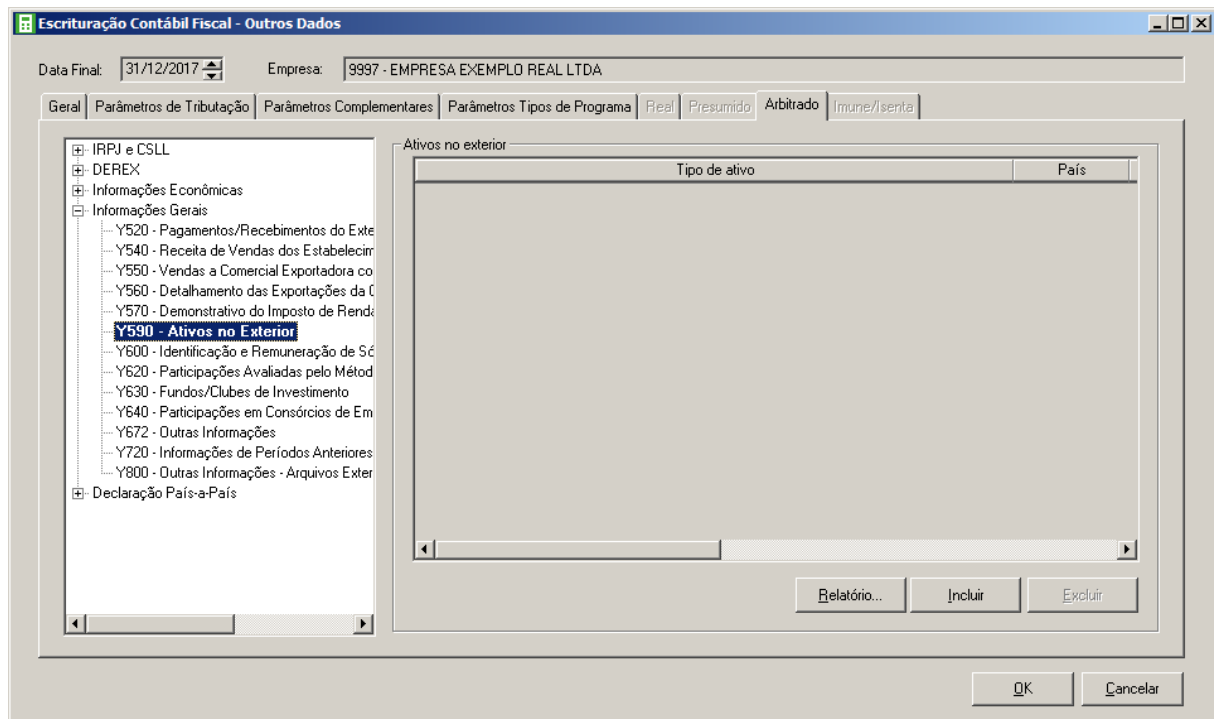 Escrituração Contábil Fiscal - Outros Dados
Data Final: 31/12/2017 Empresa: 9997 - EMPRESA EXEMPLO REAL LTDA
Geral Parâmetros de Tributação Parâmetros Complementares Parâmetros Tipos de Programa Real Presumido Arbitrado Imune/Isenta
IRPJ e CSLL
DEREX
Informações Econômicas
Informações Gerais
Y520 - Pagamentos/Recebimentos do Exte
Y540 - Receita de Vendas dos Estabelecim
Y550 - Vendas a Comercial Exportadora co
Y560 - Detalhamento das Exportações da C
Y570 - Demonstrativo do Imposto de Renda
Y590 - Ativos no Exterior
Y600 - Identificação e Remuneração de Só
Y620 - Participações Avaliadas pelo Métod
Y630 - Fundos/Clubes de Investimento
Y640 - Participações em Consórcios de Em
Y672 - Outras Informações
Y720 - Informações de Períodos Anteriores
Y800 - Outras Informações - Arquivos Exter
Declaração País-a-País
Ativos no exterior
Tipo de ativo País
Relatório... Incluir Excluir
OK Cancelar